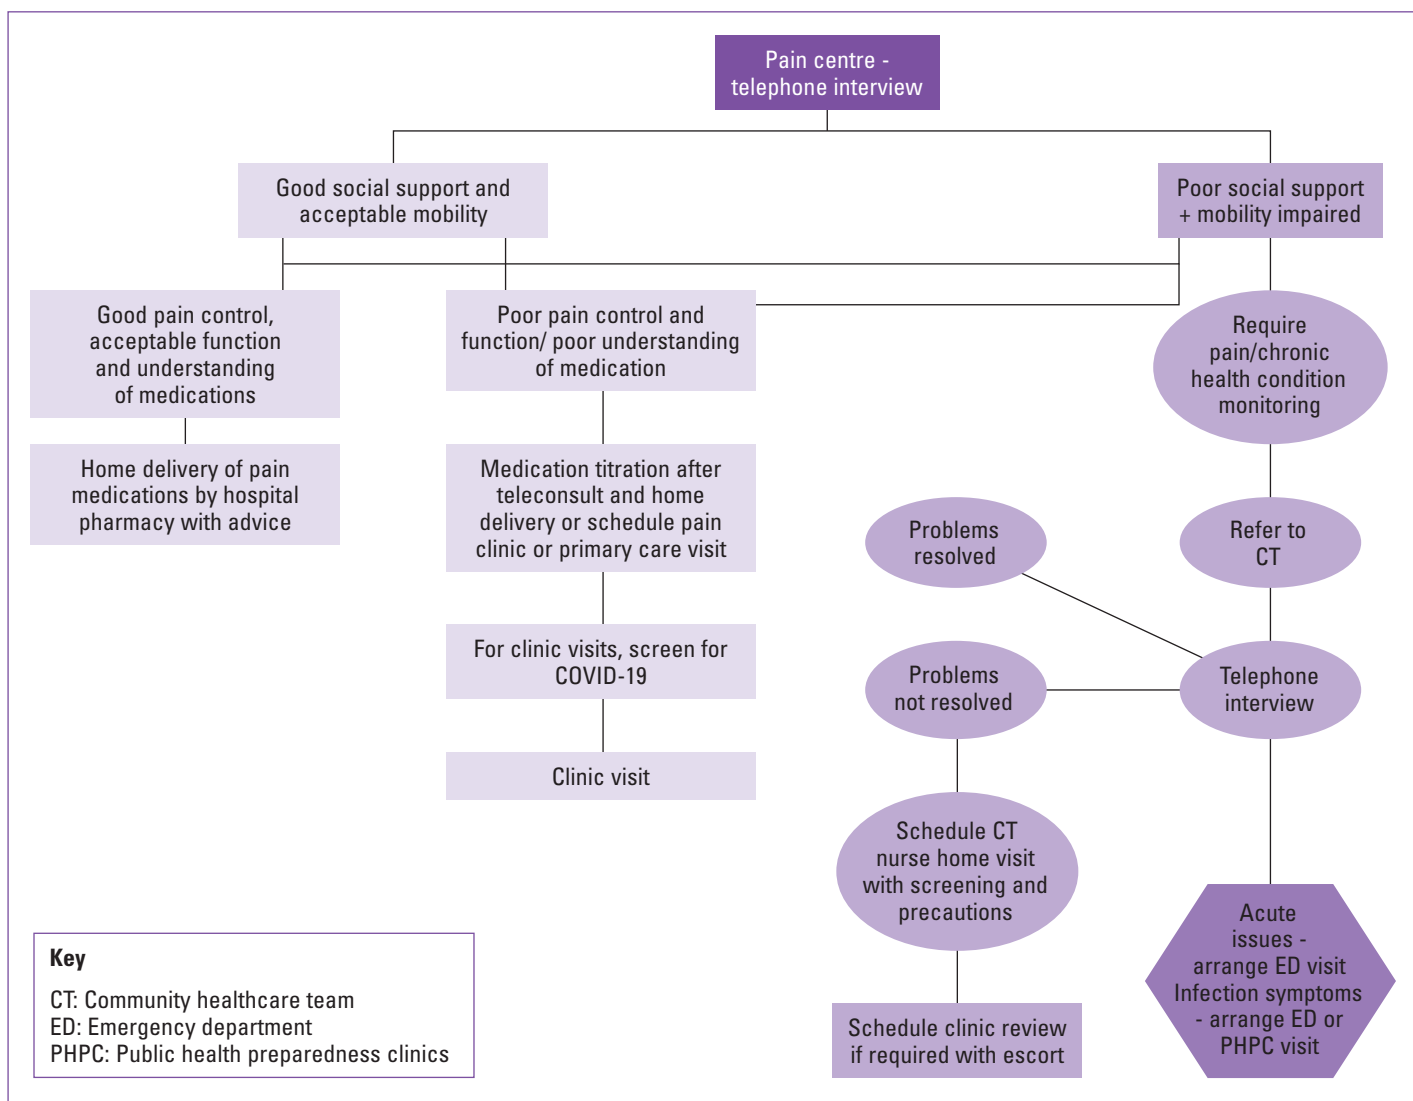 Pain centre -
telephone interview
Good social support and
acceptable mobility
Poor social support
+ mobility impaired
Good pain control,
acceptable function
and understanding
of medications
Poor pain control and
function/ poor understanding
of medication
Require
pain/chronic
health condition
monitoring
Home delivery of pain
medications by hospital
pharmacy with advice
Medication titration after
teleconsult and home
delivery or schedule pain
clinic or primary care visit
Problems
resolved
Refer to
CT
For clinic visits, screen for
COVID-19
Problems
not resolved
Telephone
interview
Clinic visit
Schedule CT
nurse home visit
with screening and
precautions
Acute
issues -
arrange ED visit
Infection symptoms
- arrange ED or
PHPC visit
Schedule clinic review
if required with escort
Key
CT: Community healthcare team
ED: Emergency department
PHPC: Public health preparedness clinics